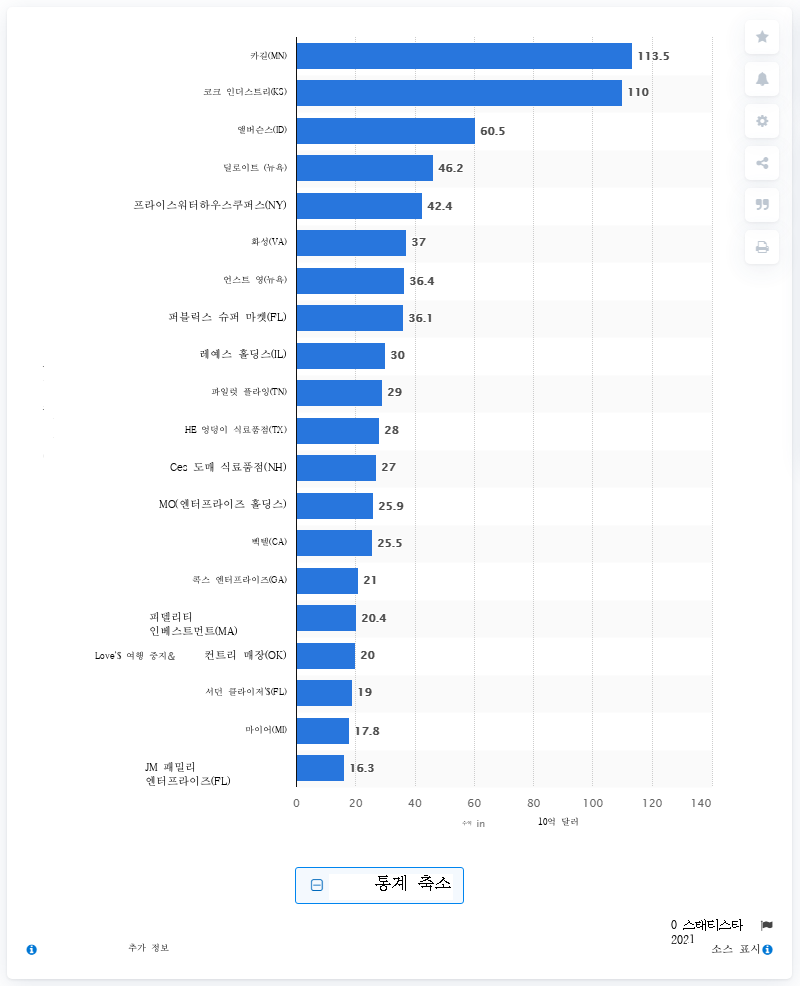 카길(MN)
113.5
코크 인더스트리(KS)
110
앨버슨스(ID)
60.5
딜로이트 (뉴욕)
46.2
프라이스워터하우스쿠퍼스(NY)
42.4
화성(VA)
37
언스트 영(뉴욕)
36.4
퍼블릭스 슈퍼 마켓(FL)
36.1
레예스 홀딩스(IL)
30
파일럿 플라잉(TN)
29
HE 엉덩이 식료품점(TX)
28
Ces 도매 식료품점(NH)
27
MO(엔터프라이즈 홀딩스)
25.9
벡텔(CA)
25.5
콕스 엔터프라이즈(GA)
21
피델리티
인베스트먼트(MA)
20.4
Love'S 여행 중지& 컨트리 매장(OK)
20
서던 글라이저'S(FL)
19
마이어(MI)
17.8
JM 패밀리
엔터프라이즈(FL)
16.3
0 20 40 60 80 100 120 140
in 10억 달러
통계 축소
0 스태티스타
2021
추가 정보
소스 표시